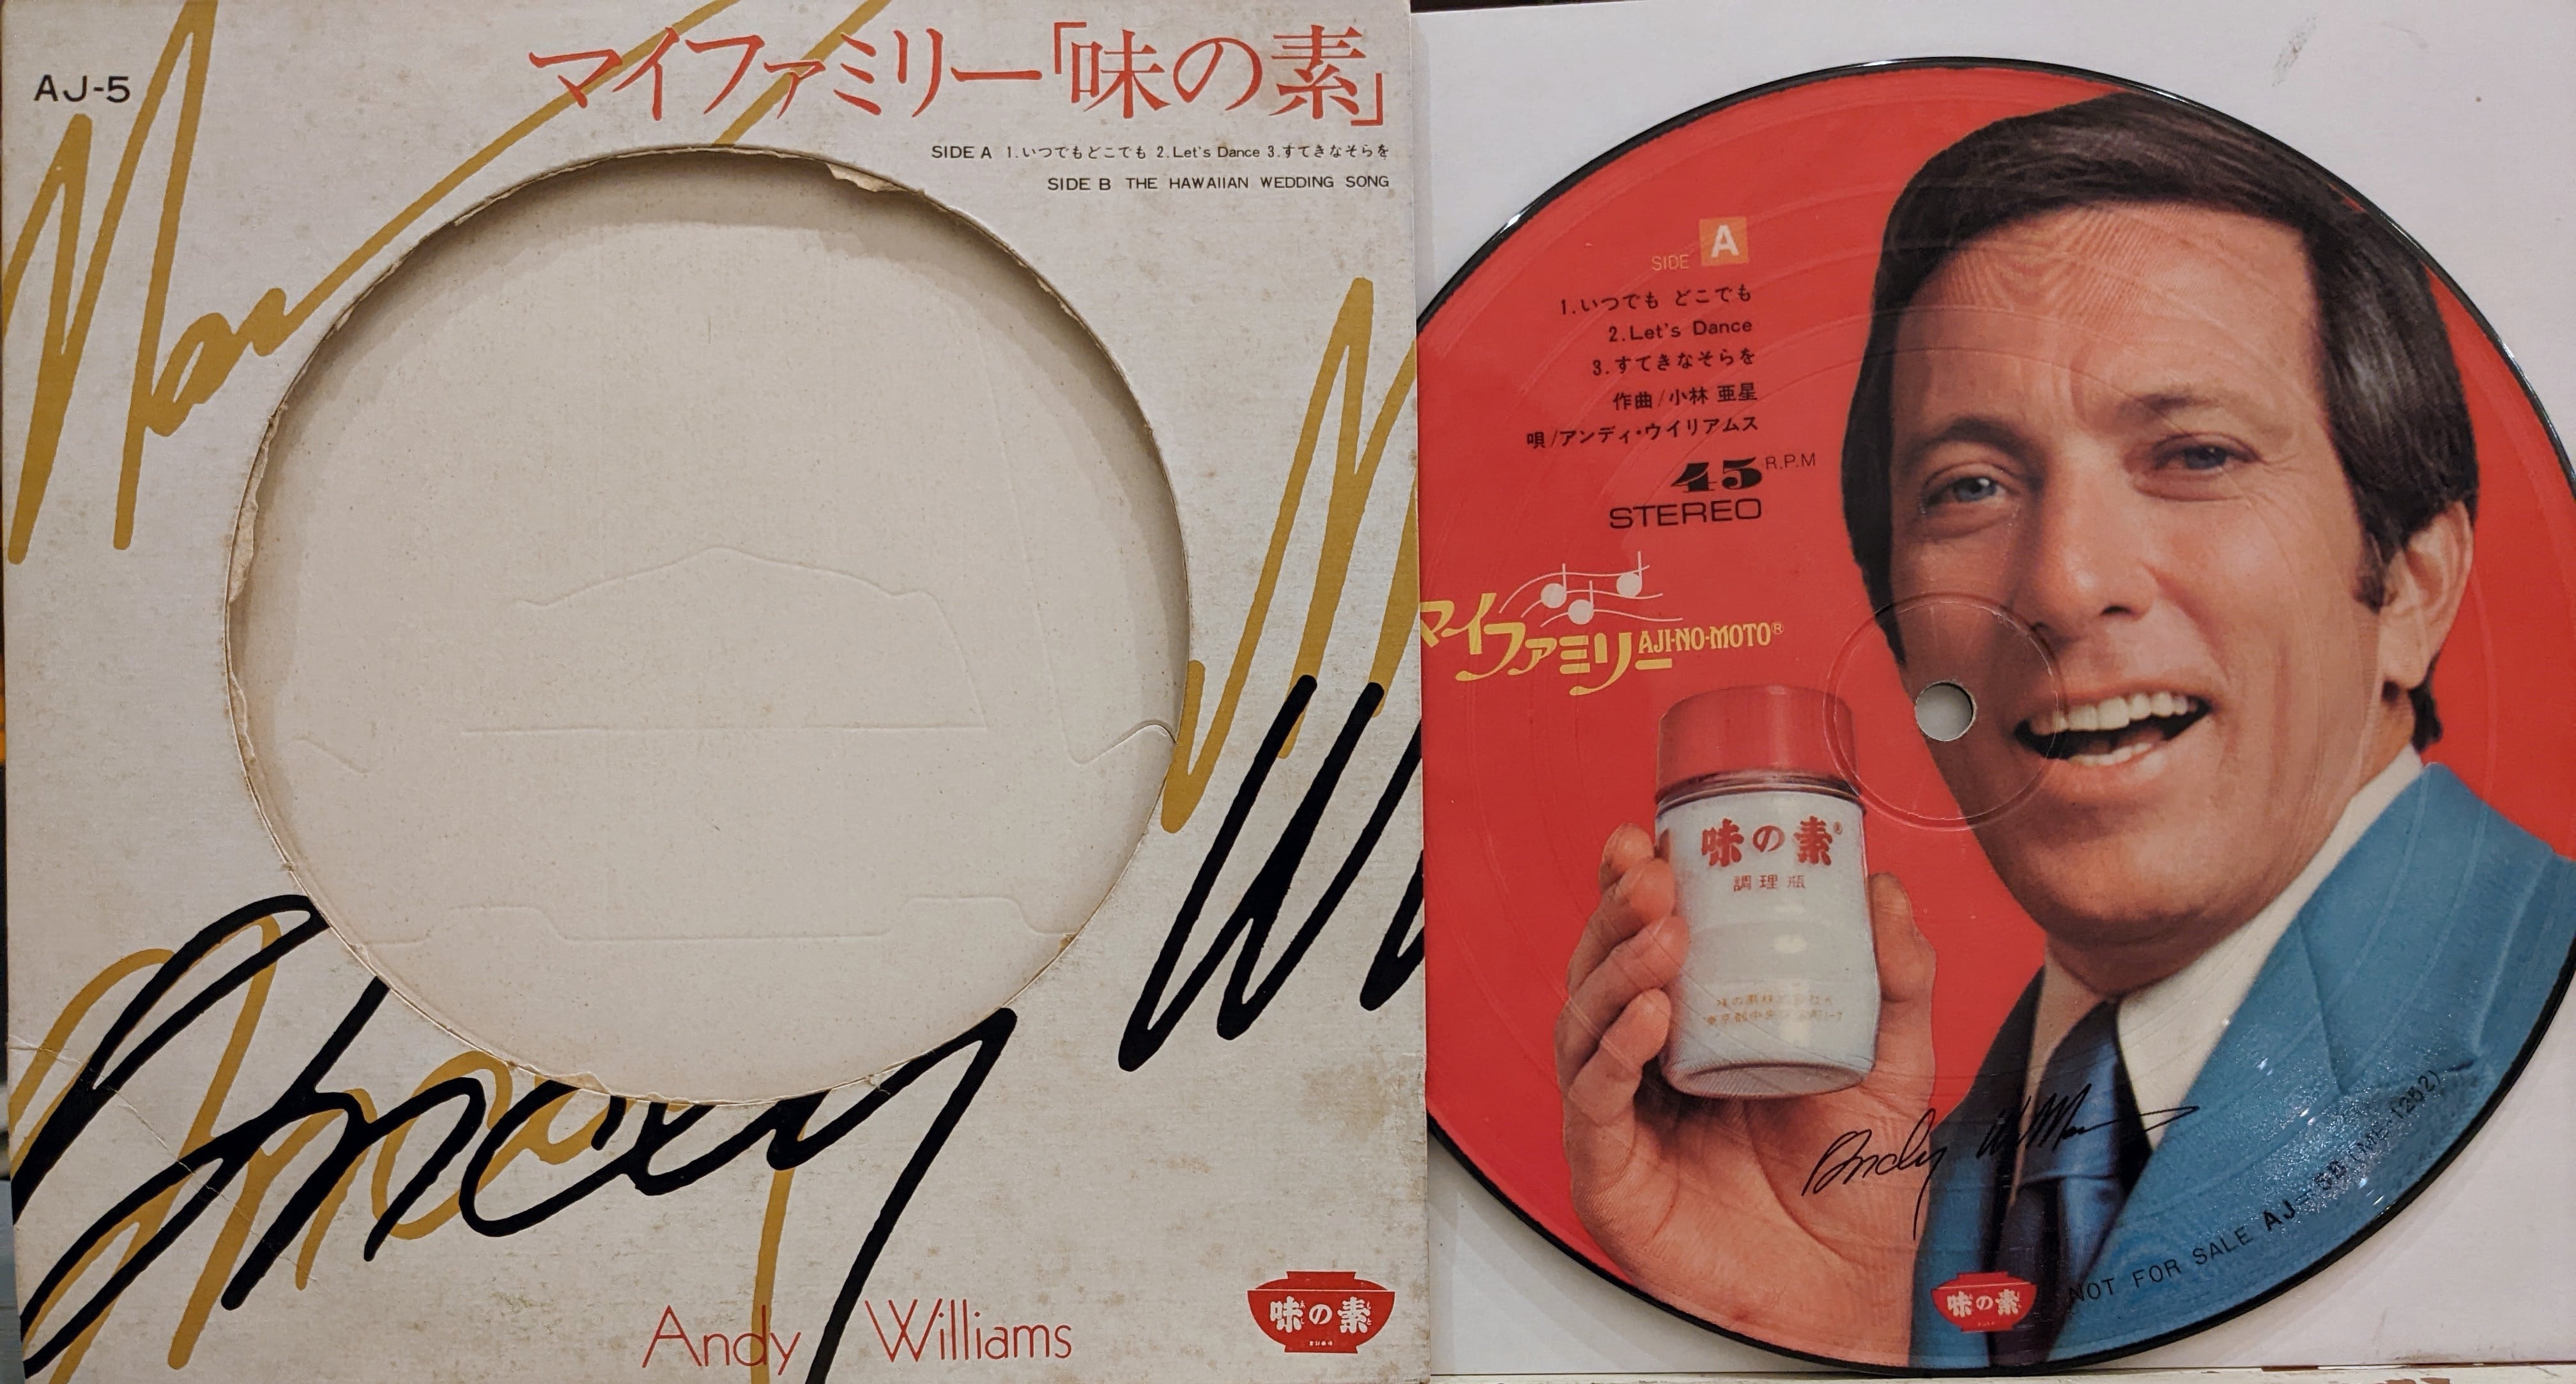 AJ-5
マイファミリー「味の素」
SIDE A 1.いつでもどこでも 2.Let's Dance 3.すてきなそらを
SIDE B THE HAWAIIAN WEDDING SONG
Andy
Andy Williams
味の素
SIDE A
1.いつでも どこでも
2.Let's Dance
3.すてきなそらを
作曲/小林 亜星
唄/アンディ・ウイリアムス
45 R.P.M
STEREO
マイファミリー AJI-NO-MOTO®
味の素®
調理瓶
Andy Williams
NOT FOR SALE AJ-
味の素